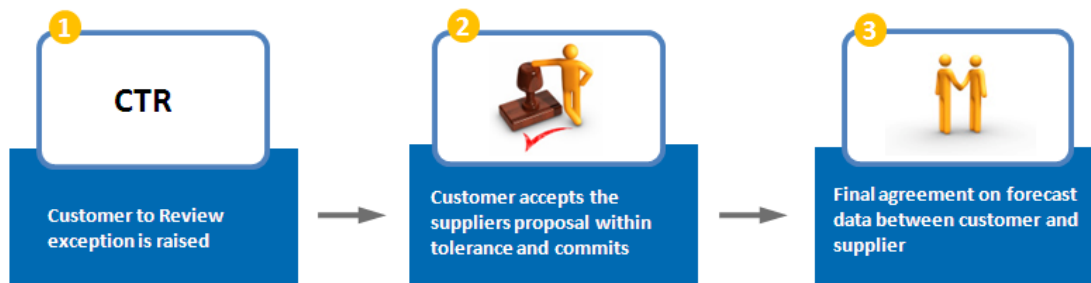 1
CTR
Customer to Review
exception is raised
2
Customer accepts the
suppliers proposal within
tolerance and commits
3
Final agreement on forecast
data between customer and
supplier